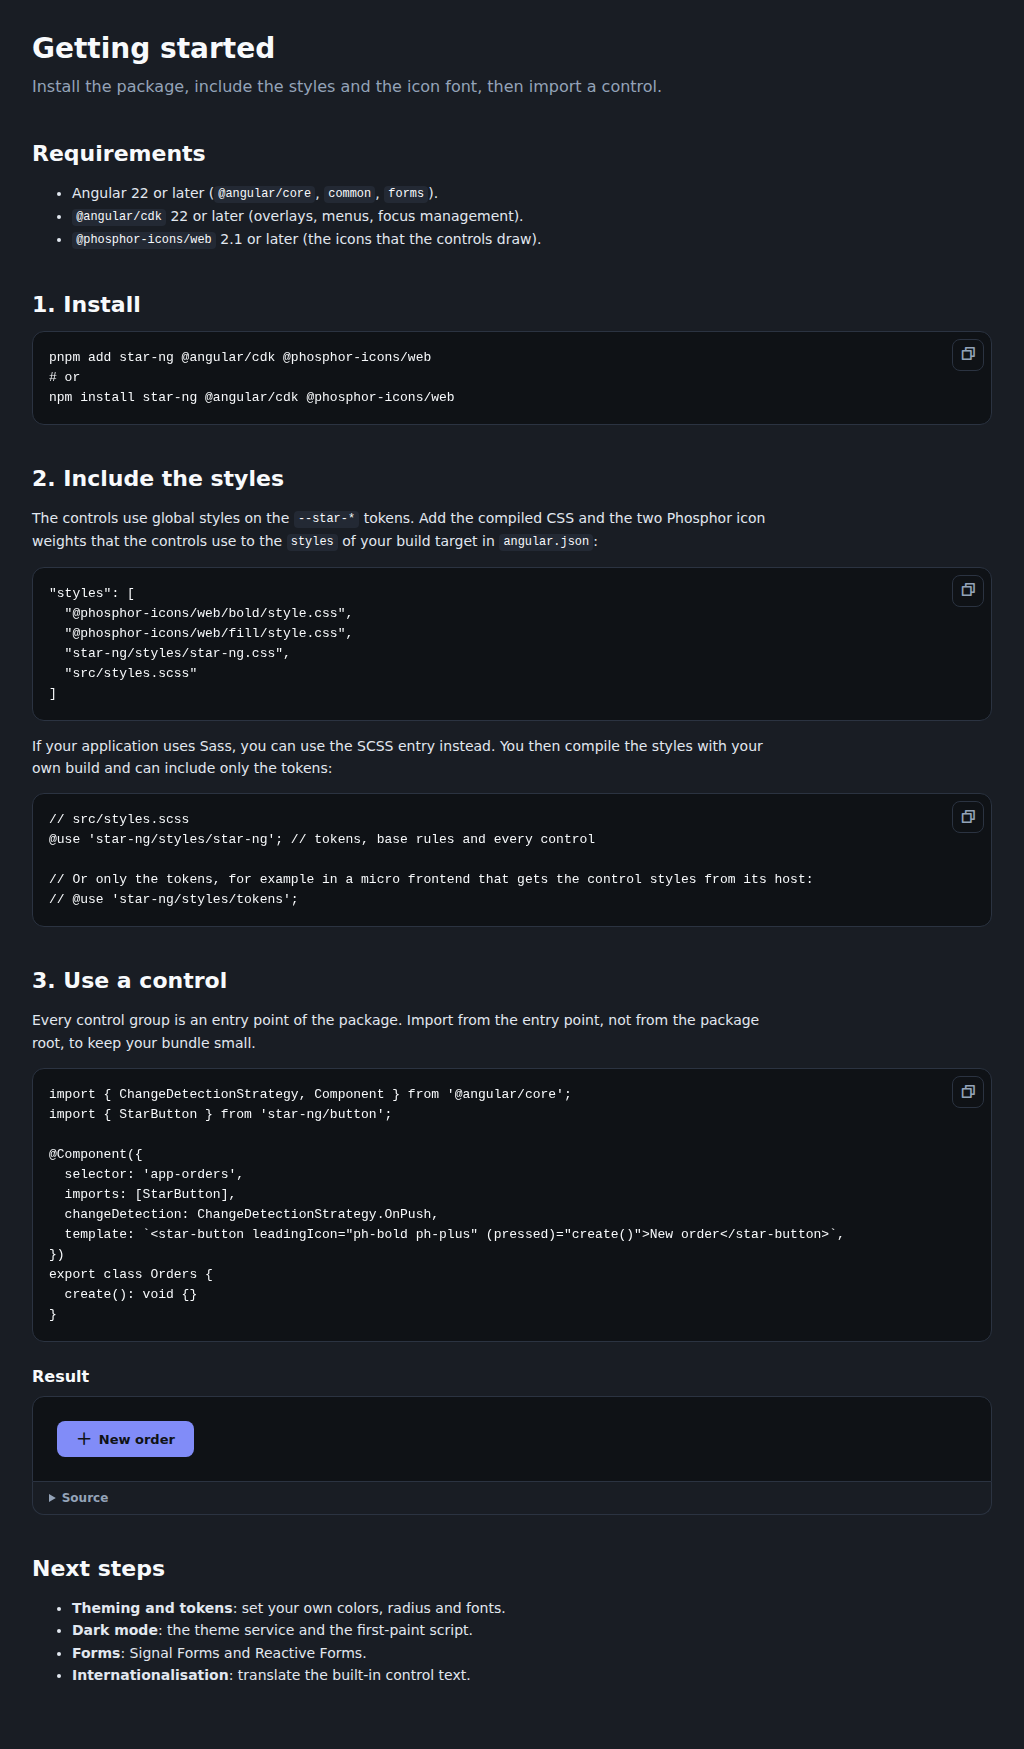 Getting started
Install the package, include the styles and the icon font, then import a control.
Requirements
• Angular 22 or later (@angular/core, common, forms).
• @angular/cdk 22 or later (overlays, menus, focus management).
• @phosphor-icons/web 2.1 or later (the icons that the controls draw).
1. Install
pnpm add star-ng @angular/cdk @phosphor-icons/web
# or
npm install star-ng @angular/cdk @phosphor-icons/web
2. Include the styles
The controls use global styles on the --star-* tokens. Add the compiled CSS and the two Phosphor icon
weights that the controls use to the styles of your build target in angular.json:
"styles": [
  "@phosphor-icons/web/bold/style.css",
  "@phosphor-icons/web/fill/style.css",
  "star-ng/styles/star-ng.css",
  "src/styles.scss"
]
If your application uses Sass, you can use the SCSS entry instead. You then compile the styles with your
own build and can include only the tokens:
// src/styles.scss
@use 'star-ng/styles/star-ng'; // tokens, base rules and every control
// Or only the tokens, for example in a micro frontend that gets the control styles from its host:
// @use 'star-ng/styles/tokens';
3. Use a control
Every control group is an entry point of the package. Import from the entry point, not from the package
root, to keep your bundle small.
import { ChangeDetectionStrategy, Component } from '@angular/core';
import { StarButton } from 'star-ng/button';
@Component({
  selector: 'app-orders',
  imports: [StarButton],
  changeDetection: ChangeDetectionStrategy.OnPush,
  template: `<star-button leadingIcon="ph-bold ph-plus" (pressed)="create()">New order</star-button>`,
})
export class Orders {
  create(): void {}
}
Result
New order
Source
Next steps
• Theming and tokens: set your own colors, radius and fonts.
• Dark mode: the theme service and the first-paint script.
• Forms: Signal Forms and Reactive Forms.
• Internationalisation: translate the built-in control text.